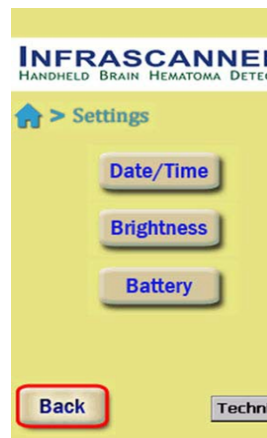 INFRASCANNE
HANDHELD BRAIN HEMATOMA DETEC
> Settings
Date/Time
Brightness
Battery
Back
Techn